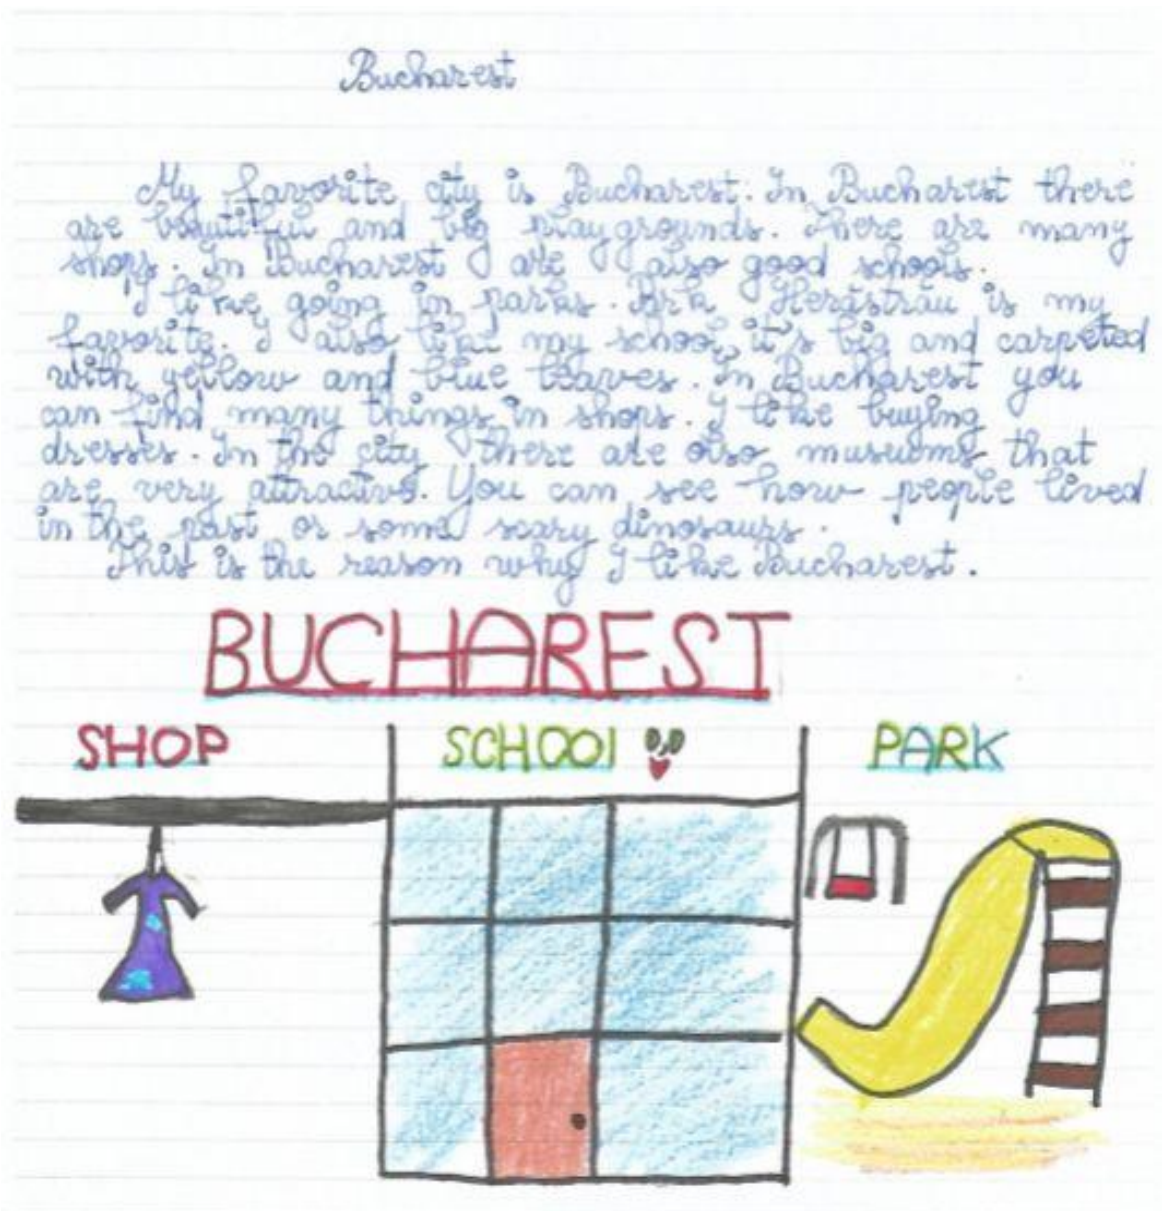 Bucharest
My favorite city is Bucharest. In Bucharest there
are beautiful and big playgrounds. There are many
shops. In Bucharest are also good schools.
I like going in parks. Park Herăstrău is my
favorite. I also like my school, it's big and carpeted
with yellow and blue leaves. In Bucharest you
can find many things in shops. I like buying
dresses. In the city there are also museums that
are very attractive. You can see how people lived
in the past or some scary dinosaurs.
This is the reason why I like Bucharest.
BUCHAREST
SHOP SCHOOl PARK